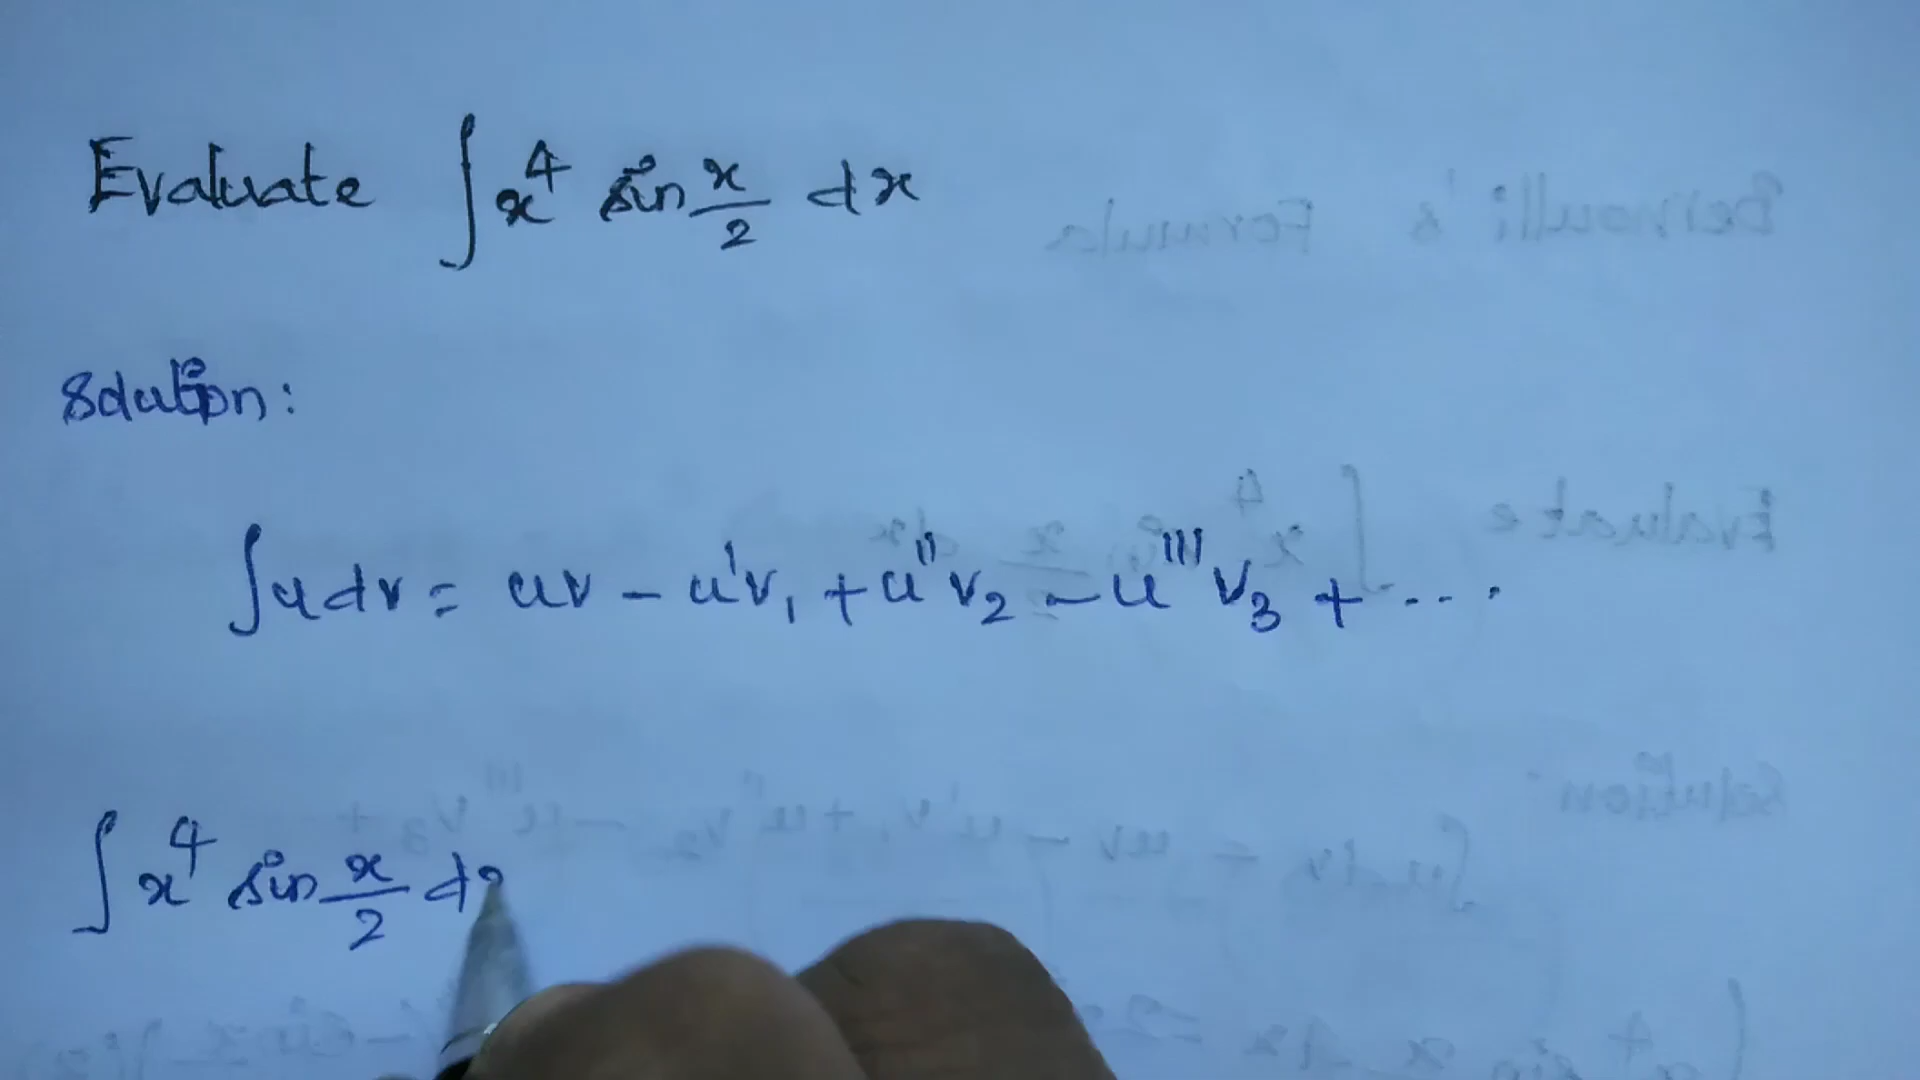 Evaluate ∫ x⁴ sin x/2 dx
Solution:
∫u dv = uv - u'v₁ + u''v₂ - u'''v₃ + ....
∫ x⁴ sin x/2 dx